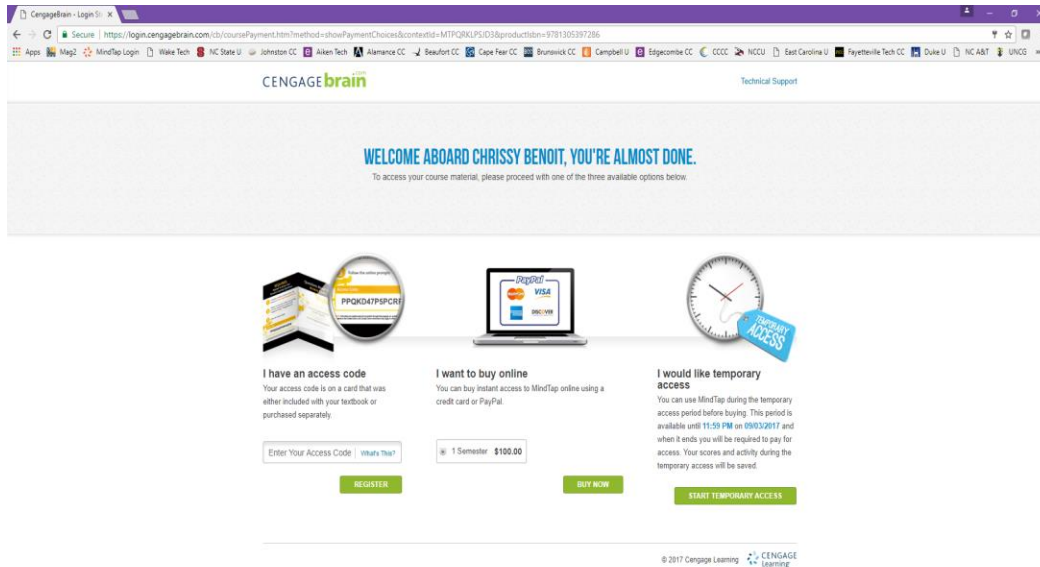 CengageBrain - Login St
Secure | https://login.cengagebrain.com/cb/coursePayment.htm?method=showPaymentChoices&contextId=MTPQRKLPSJD3&productIsbn=9781305397286
Apps Mag2 MindTap Login Wake Tech NC State U Johnston CC Aiken Tech Alamance CC Beaufort CC Cape Fear CC Brunswick CC Campbell U Edgecombe CC CCCC NCCU East Carolina U Fayetteville Tech CC Duke U NC A&T UNCG
CENGAGE brain .com
Technical Support
WELCOME ABOARD CHRISSY BENOIT, YOU'RE ALMOST DONE.
To access your course material, please proceed with one of the three available options below.
Follow the online prompts
PPQKD47P5PCR
PayPal
VISA
DISCOVER
TEMPORARY
ACCESS
I have an access code
Your access code is on a card that was
either included with your textbook or
purchased separately.
Enter Your Access Code | What's This?
REGISTER
I want to buy online
You can buy instant access to MindTap online using a
credit card or PayPal.
1 Semester $100.00
BUY NOW
I would like temporary
access
You can use MindTap during the temporary
access period before buying. This period is
available until 11:59 PM on 09/03/2017 and
when it ends you will be required to pay for
access. Your scores and activity during the
temporary access will be saved.
START TEMPORARY ACCESS
© 2017 Cengage Learning
CENGAGE
Learning